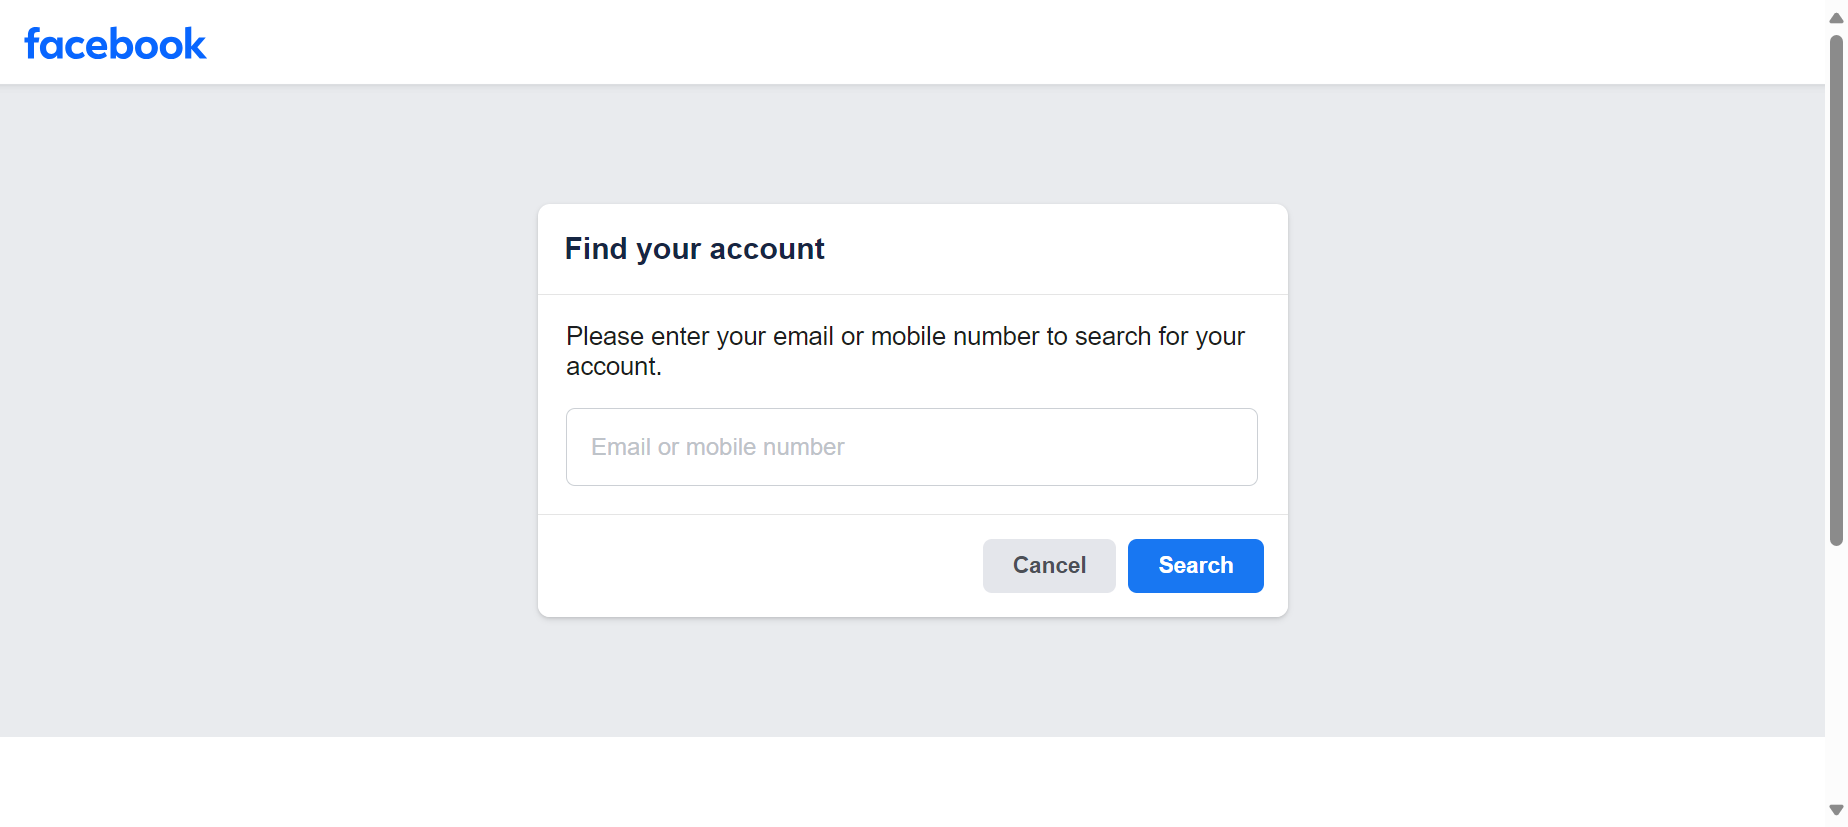 facebook
Find your account
Please enter your email or mobile number to search for your
account.
Email or mobile number
Cancel
Search